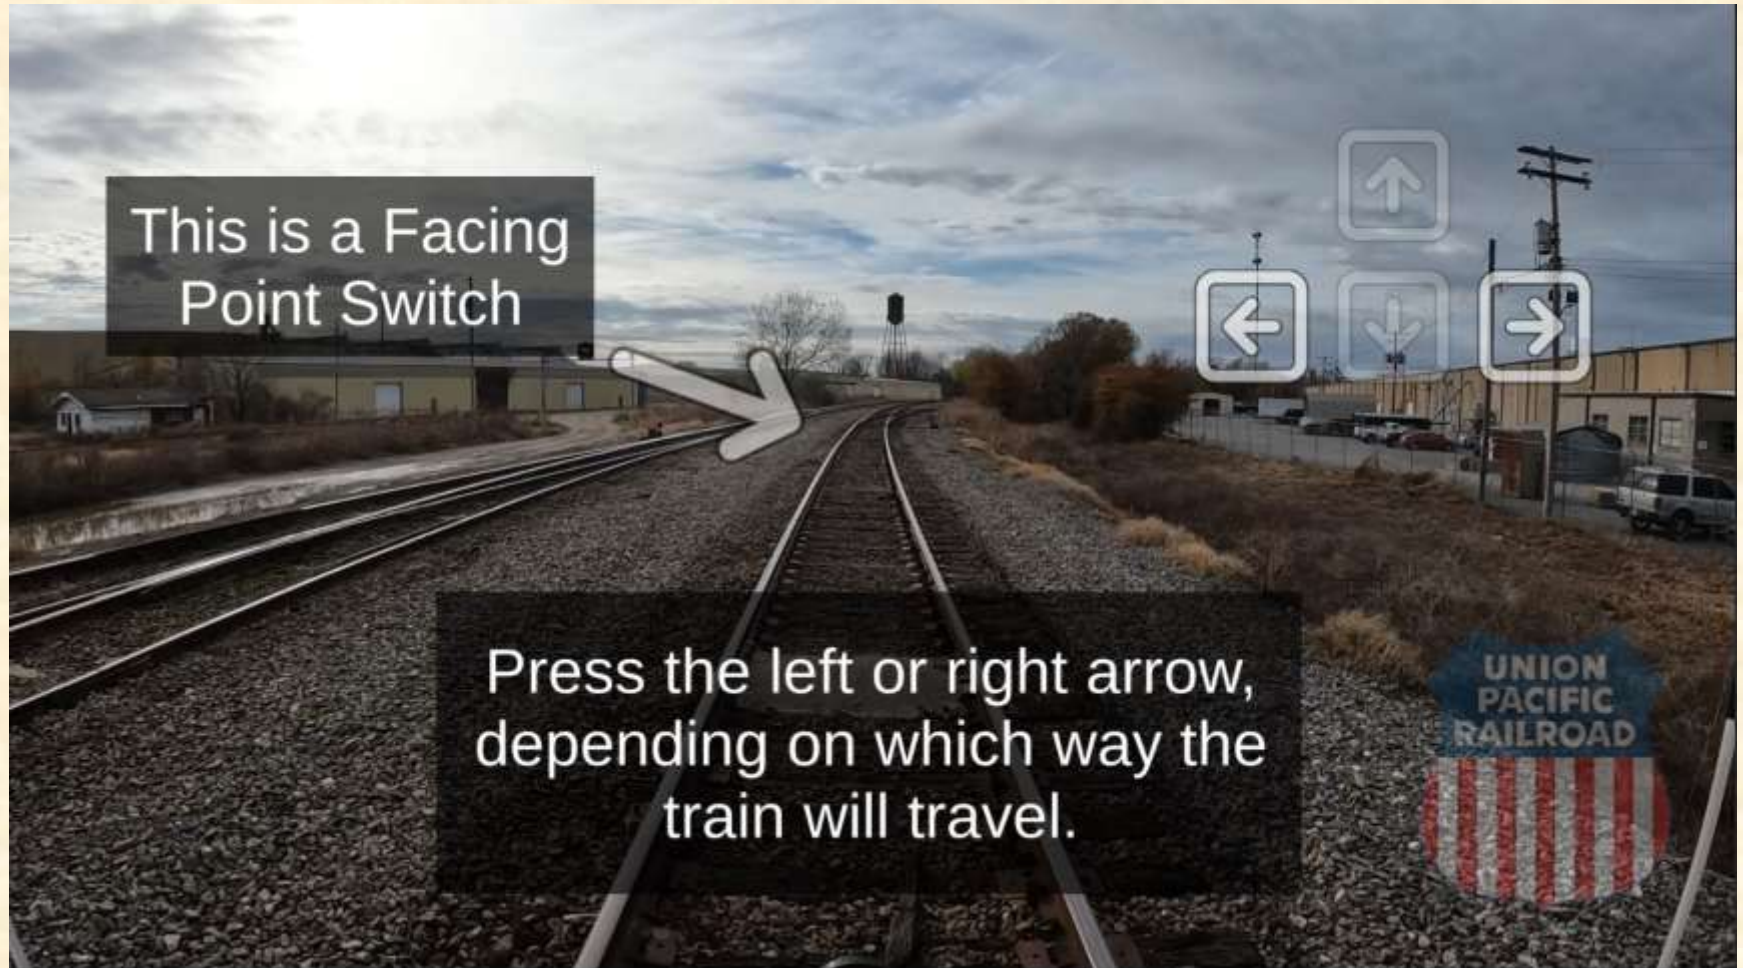 This is a Facing
Point Switch
Press the left or right arrow,
depending on which way the
train will travel.
UNION
PACIFIC
RAILROAD